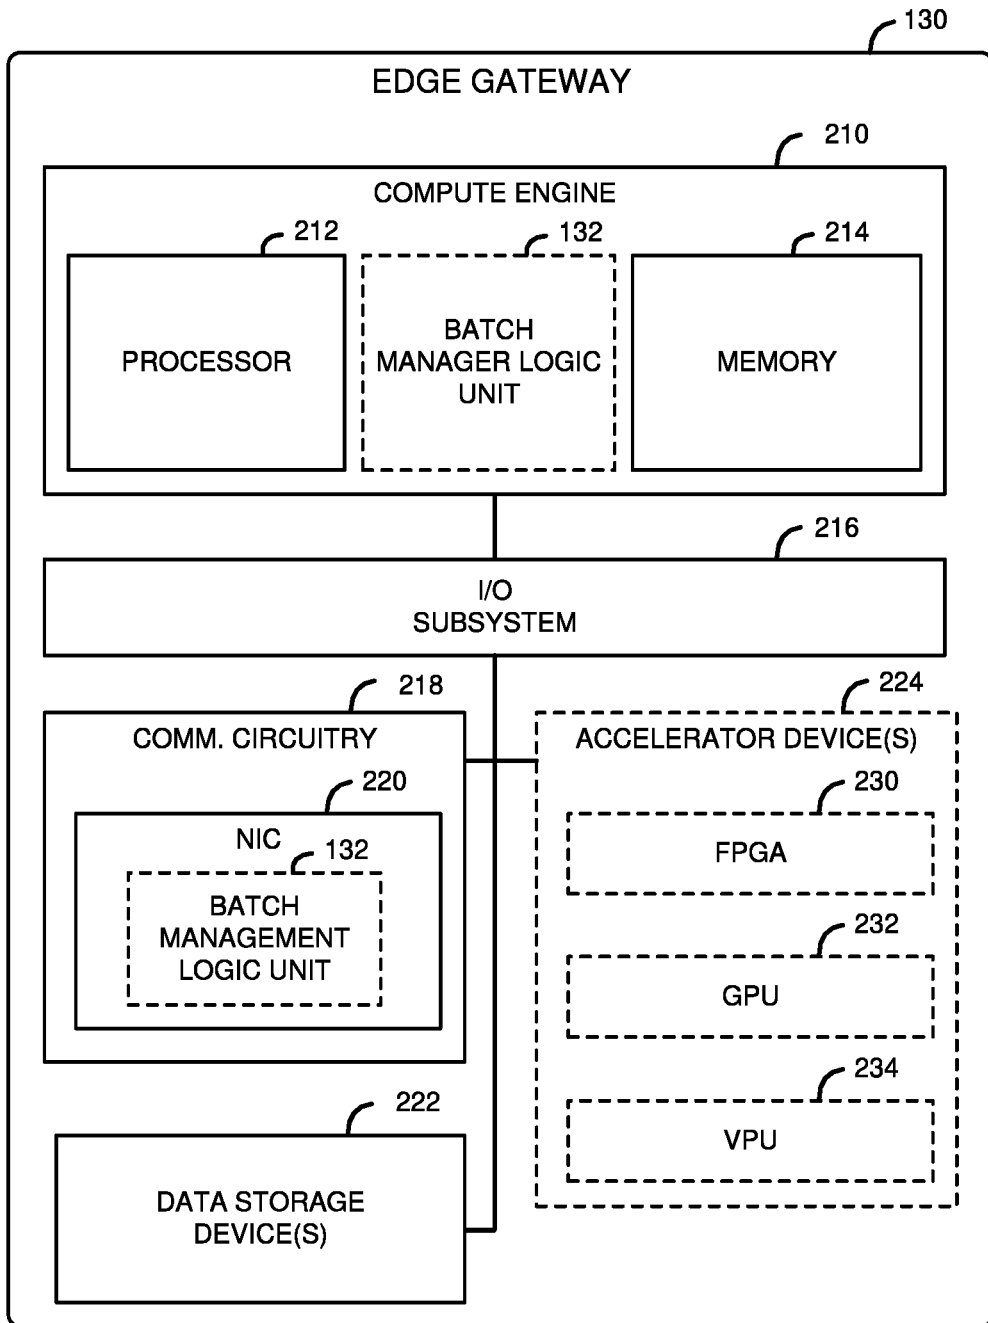 130
EDGE GATEWAY
210
COMPUTE ENGINE
212
132
214
PROCESSOR
BATCH
MANAGER LOGIC
UNIT
MEMORY
216
I/O
SUBSYSTEM
218
COMM. CIRCUITRY
220
NIC
132
BATCH
MANAGEMENT
LOGIC UNIT
224
ACCELERATOR DEVICE(S)
230
FPGA
232
GPU
234
VPU
222
DATA STORAGE
DEVICE(S)